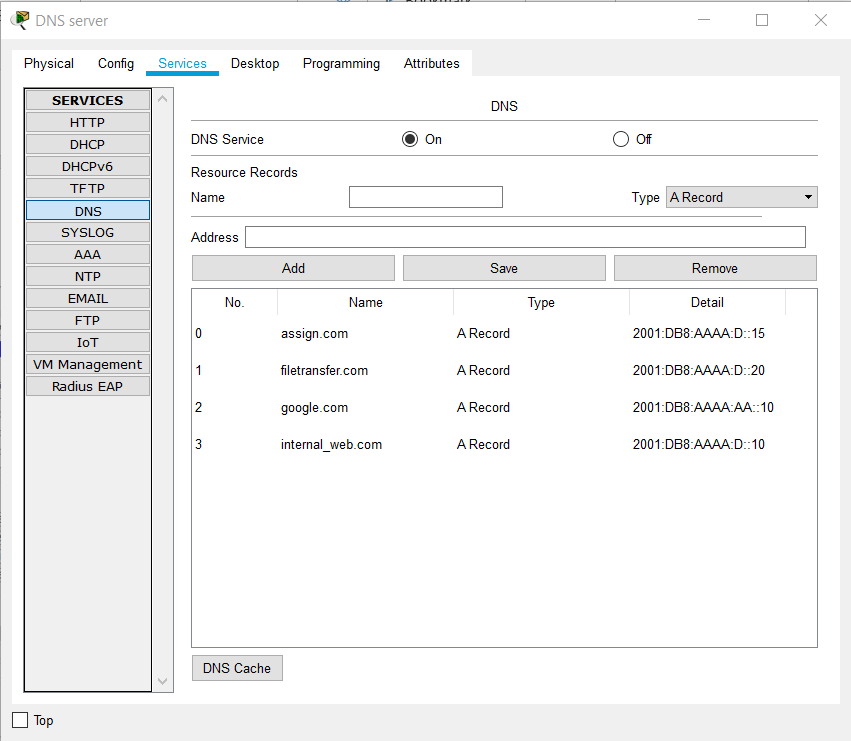 DNS server
Physical Config Services Desktop Programming Attributes
SERVICES
HTTP
DHCP
DHCPv6
TFTP
DNS
SYSLOG
AAA
NTP
EMAIL
FTP
IoT
VM Management
Radius EAP
DNS
DNS Service On Off
Resource Records
Name Type A Record
Address
Add Save Remove
No. Name Type Detail
0 assign.com A Record 2001:DB8:AAAA:D::15
1 filetransfer.com A Record 2001:DB8:AAAA:D::20
2 google.com A Record 2001:DB8:AAAA:AA::10
3 internal_web.com A Record 2001:DB8:AAAA:D::10
DNS Cache
Top